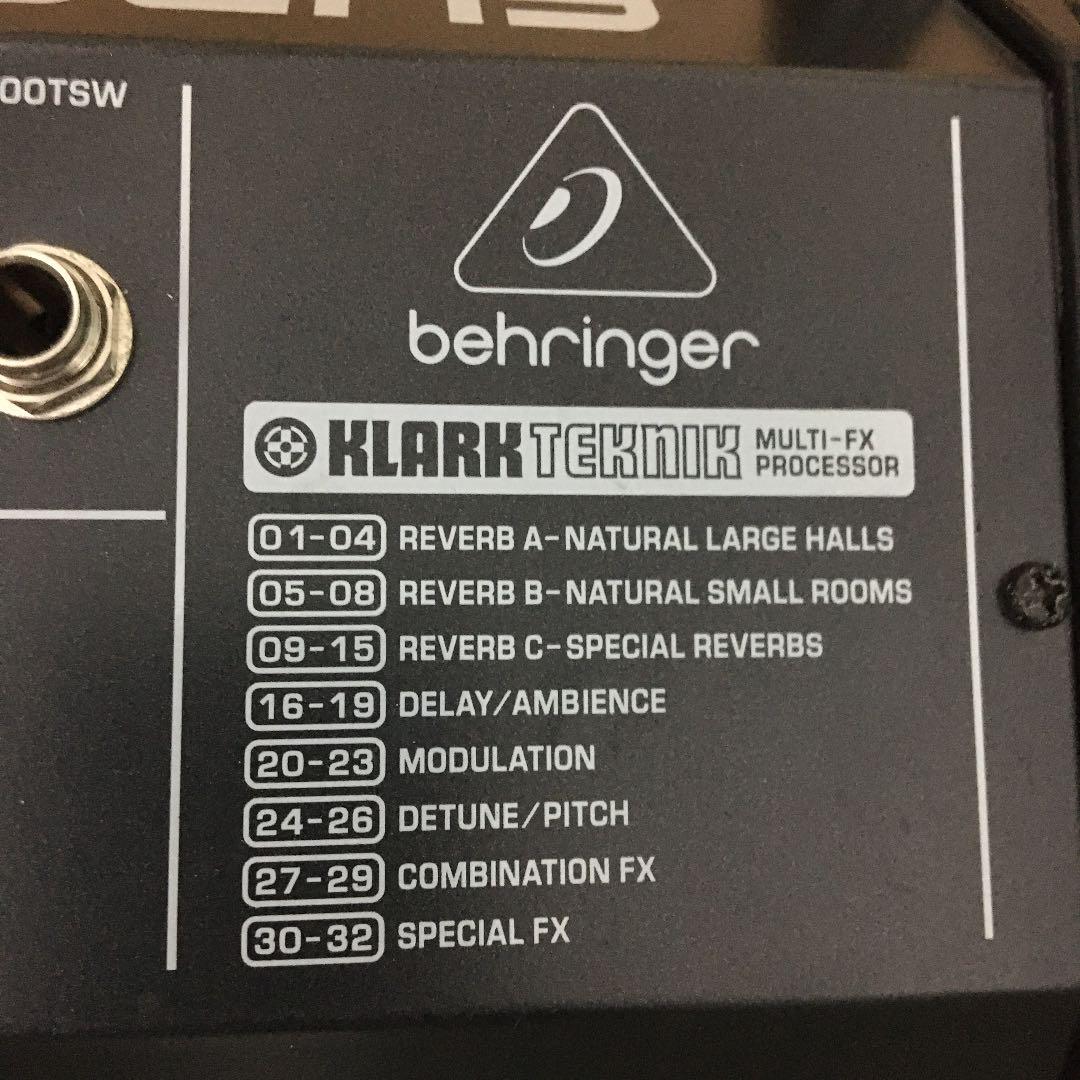 OOTSW
behringer
KLARK TEKNIK MULTI-FX
PROCESSOR
01-04 REVERB A-NATURAL LARGE HALLS
05-08 REVERB B-NATURAL SMALL ROOMS
09-15 REVERB C-SPECIAL REVERBS
16-19 DELAY/AMBIENCE
20-23 MODULATION
24-26 DETUNE/PITCH
27-29 COMBINATION FX
30-32 SPECIAL FX